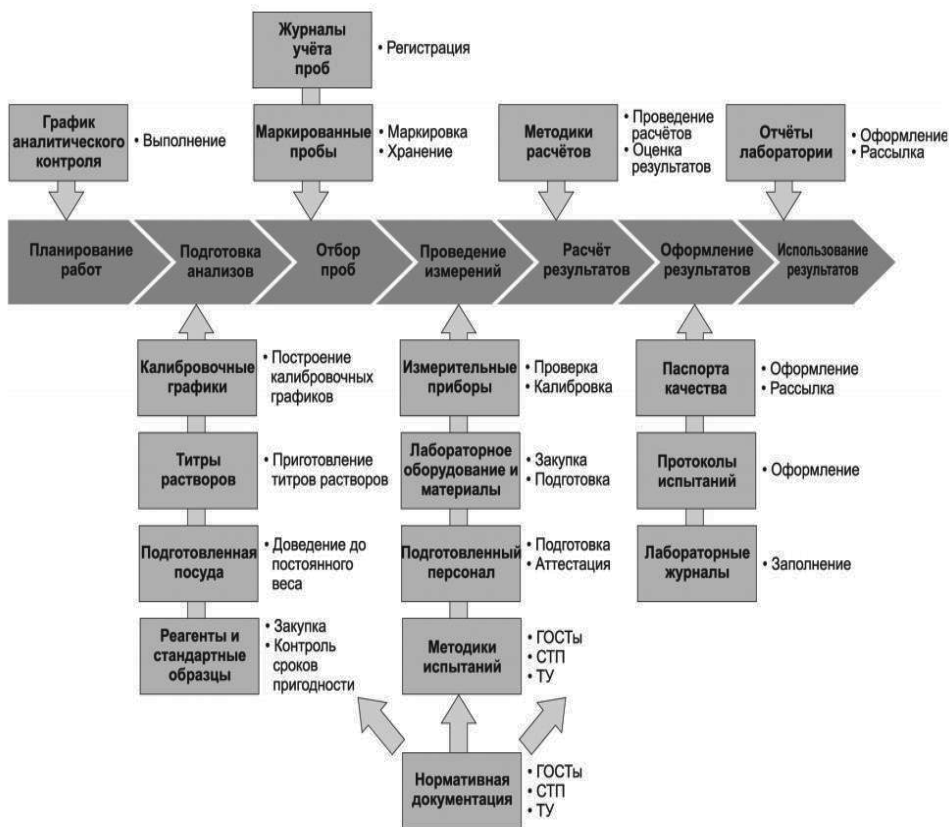 Журналы
учёта
проб
• Регистрация
График
аналитического
контроля
• Выполнение
Маркированные
пробы
• Маркировка
• Хранение
Методики
расчётов
• Проведение
расчётов
• Оценка
результатов
Отчёты
лаборатории
• Оформление
• Рассылка
Планирование
работ
Подготовка
анализов
Отбор
проб
Проведение
измерений
Расчёт
результатов
Оформление
результатов
Использование
результатов
Калибровочные
графики
• Построение
калибровочных
графиков
Титры
растворов
• Приготовление
титров растворов
Подготовленная
посуда
• Доведение до
постоянного
веса
Реагенты и
стандартные
образцы
• Закупка
• Контроль
сроков
пригодности
Измерительные
приборы
• Проверка
• Калибровка
Лабораторное
оборудование и
материалы
• Закупка
• Подготовка
Подготовленный
персонал
• Подготовка
• Аттестация
Методики
испытаний
• ГОСТы
• СТП
• ТУ
Паспорта
качества
• Оформление
• Рассылка
Протоколы
испытаний
• Оформление
Лабораторные
журналы
• Заполнение
Нормативная
документация
• ГОСТы
• СТП
• ТУ